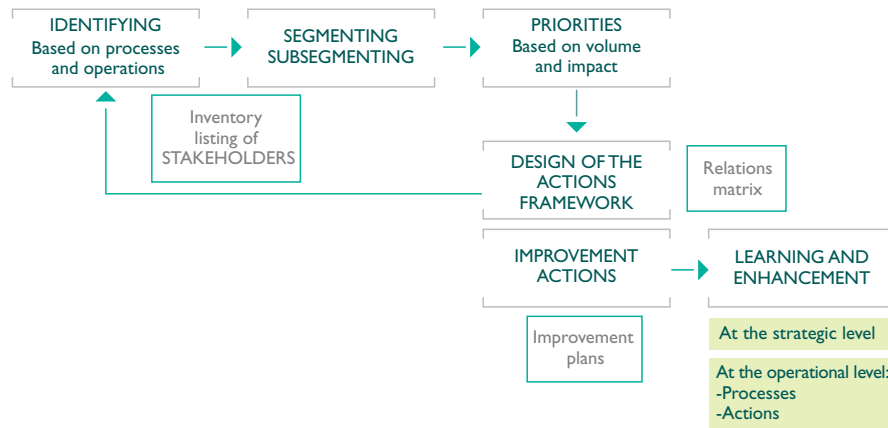 IDENTIFYING
Based on processes
and operations
SEGMENTING
SUBSEGMENTING
PRIORITIES
Based on volume
and impact
Inventory
listing of
STAKEHOLDERS
DESIGN OF THE
ACTIONS
FRAMEWORK
Relations
matrix
IMPROVEMENT
ACTIONS
LEARNING AND
ENHANCEMENT
Improvement
plans
At the strategic level
At the operational level:
-Processes
-Actions